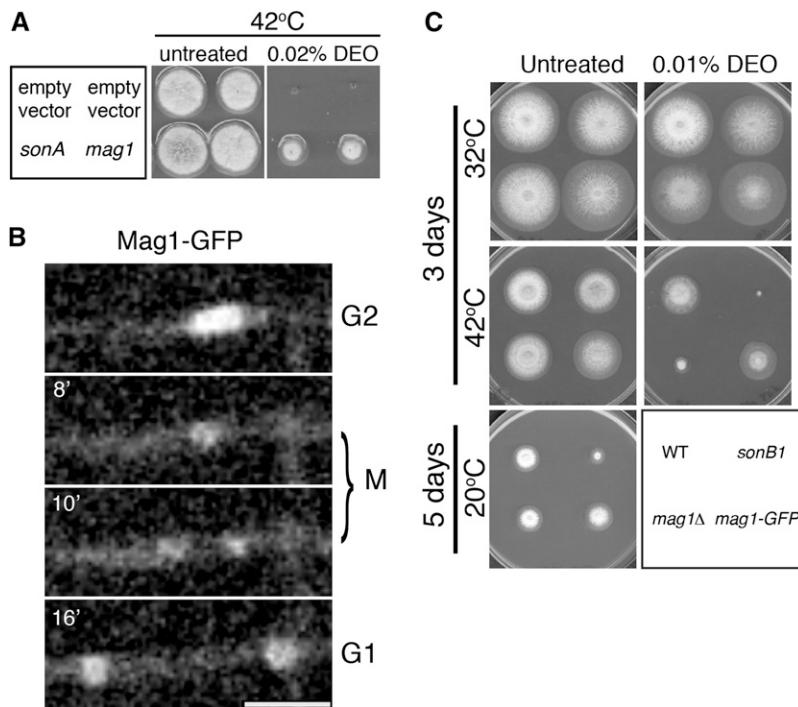 A
42°C
untreated 0.02% DEO
empty empty
vector vector
sonA mag1
B
Mag1-GFP
G2
8'
M
10'
16'
G1
C
Untreated 0.01% DEO
3 days
32°C
42°C
5 days
20°C
WT sonB1
mag1Δ mag1-GFP